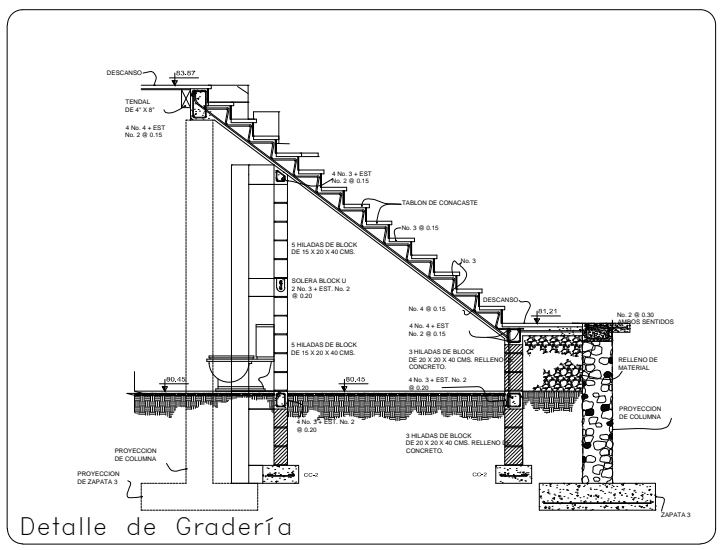 DESCANSO
83.87
TENDAL
DE 4" X 8"
4 No. 4 + EST
No. 2 @ 0.15
4 No. 3 + EST
No. 2 @ 0.15
TABLON DE CONACASTE
No. 3 @ 0.15
5 HILADAS DE BLOCK
DE 15 X 20 X 40 CMS.
No. 3
SOLERA BLOCK U
2 No. 3 + EST. No. 2
@ 0.20
DESCANSO
No. 4 @ 0.15
81,21
No. 2 @ 0.30
AMBOS SENTIDOS
4 No. 4 + EST
No. 2 @ 0.15
5 HILADAS DE BLOCK
DE 15 X 20 X 40 CMS.
3 HILADAS DE BLOCK
DE 20 X 20 X 40 CMS. RELLENO DE
CONCRETO.
RELLENO DE
MATERIAL
80,45
80,45
4 No. 3 + EST. No. 2
@ 0.20
PROYECCION
DE COLUMNA
4 No. 3 + EST. No. 2
@ 0.20
3 HILADAS DE BLOCK
DE 20 X 20 X 40 CMS. RELLENO DE
CONCRETO.
PROYECCION
DE COLUMNA
PROYECCION
DE ZAPATA 3
CC-2
CC-2
ZAPATA 3
Detalle de Gradería